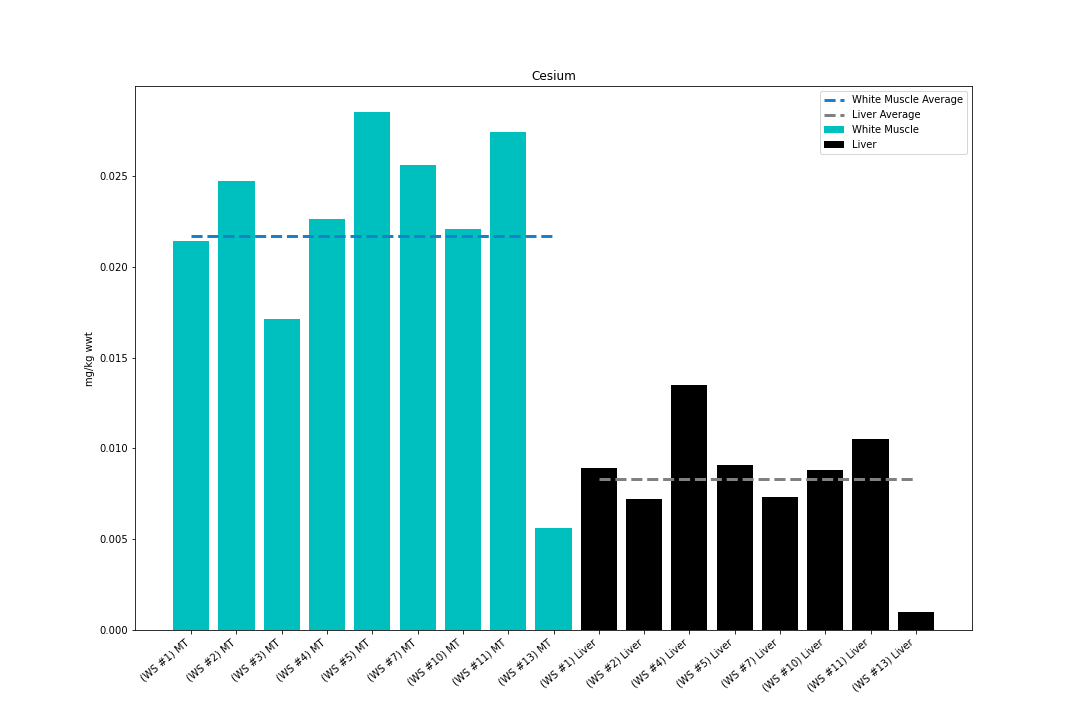 Cesium
White Muscle Average
Liver Average
White Muscle
Liver
mg/kg wwt
0.025
0.020
0.015
0.010
0.005
0.000
(WS #1) MT
(WS #2) MT
(WS #3) MT
(WS #4) MT
(WS #5) MT
(WS #7) MT
(WS #10) MT
(WS #11) MT
(WS #13) MT
(WS #1) Liver
(WS #2) Liver
(WS #4) Liver
(WS #5) Liver
(WS #7) Liver
(WS #10) Liver
(WS #11) Liver
(WS #13) Liver